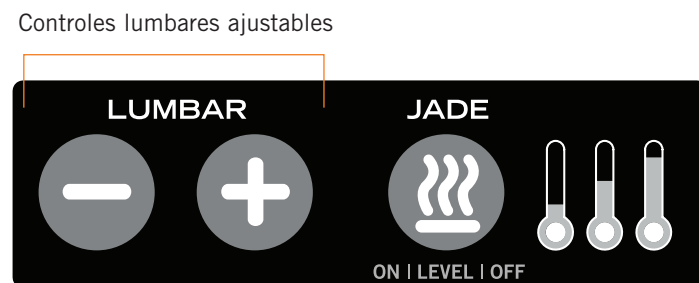 Controles lumbares ajustables
LUMBAR
JADE
ON | LEVEL | OFF